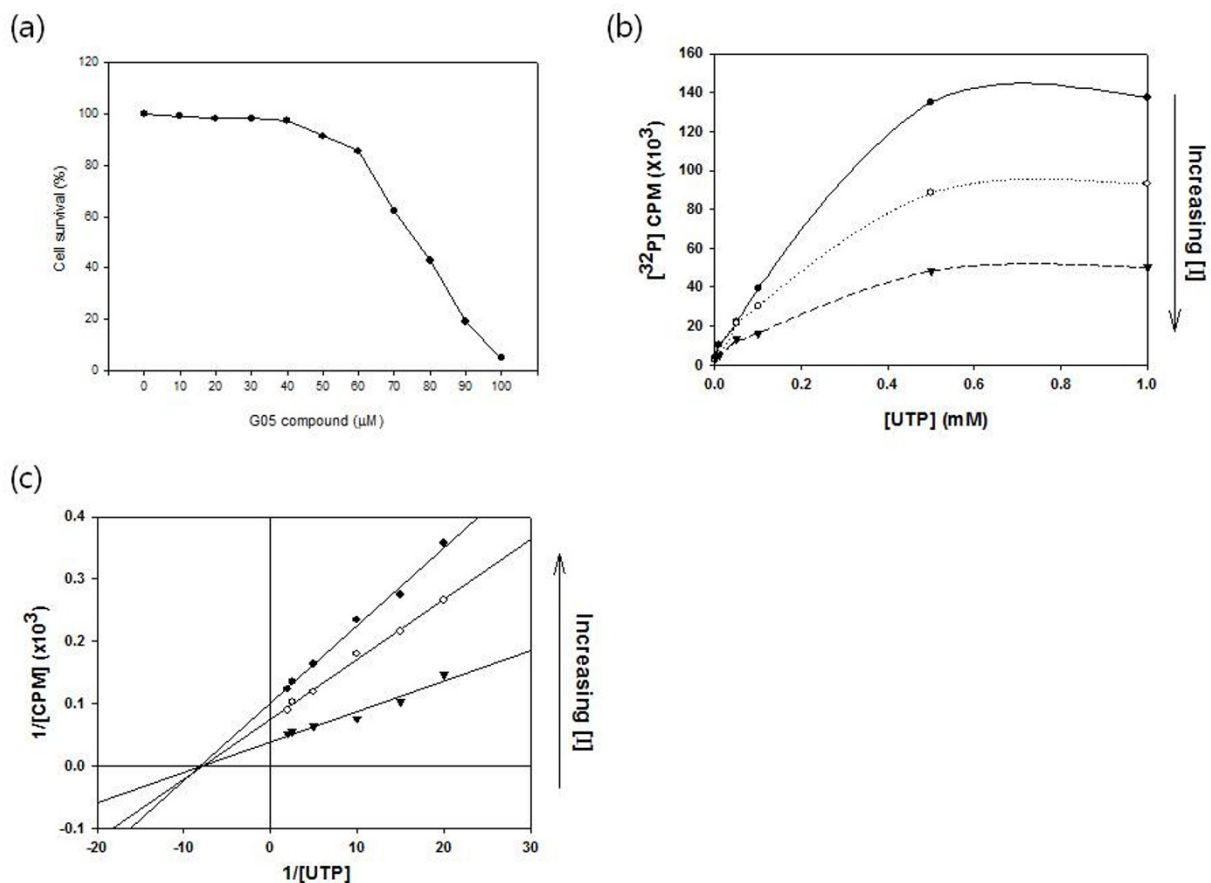 (a)
120
100
80
60
40
20
0
Cell survival (%)
0 10 20 30 40 50 60 70 80 90 100
G05 compound (μM)
(b)
160
140
120
100
80
60
40
20
0
[³²P] CPM (X10³)
0.0 0.2 0.4 0.6 0.8 1.0
[UTP] (mM)
Increasing [I]
(c)
0.4
0.3
0.2
0.1
0.0
-0.1
1/[CPM] (x10³)
-20 -10 0 10 20 30
1/[UTP]
Increasing [I]